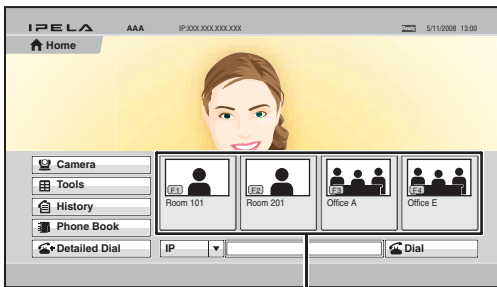 IPELA AAA IP:XXX.XXX.XXX.XXX Ready 5/11/2008 13:00
Home
Camera
Tools
History
Phone Book
Detailed Dial
F1 F2 F3 F4
Room 101 Room 201 Office A Office E
IP Dial